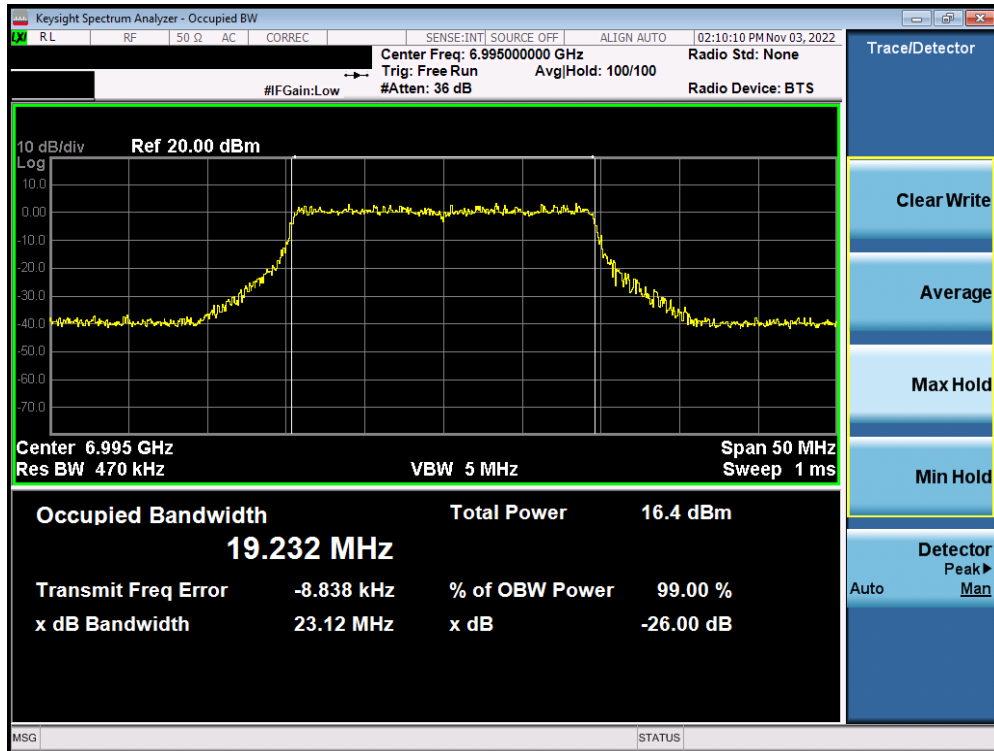 Keysight Spectrum Analyzer - Occupied BW
LXI RL RF 50 Ω AC CORREC SENSE:INT SOURCE OFF ALIGN AUTO 02:10:10 PM Nov 03, 2022
Center Freq: 6.995000000 GHz Radio Std: None
Trig: Free Run Avg|Hold: 100/100
#IFGain:Low #Atten: 36 dB Radio Device: BTS
Trace/Detector
10 dB/div Ref 20.00 dBm
Log
10.0
0.00
-10.0
-20.0
-30.0
-40.0
-50.0
-60.0
-70.0
Center 6.995 GHz Span 50 MHz
Res BW 470 kHz VBW 5 MHz Sweep 1 ms
Occupied Bandwidth Total Power 16.4 dBm
19.232 MHz
Transmit Freq Error -8.838 kHz % of OBW Power 99.00 %
x dB Bandwidth 23.12 MHz x dB -26.00 dB
Clear Write
Average
Max Hold
Min Hold
Detector
Peak▶
Auto Man
MSG STATUS